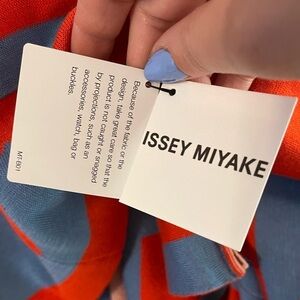 Because of the fabric or the
design, take great care so that the
product is not caught or snagged
by projections, such as an
accessories, watch, bag or
buckles.
MT-601
ISSEY MIYAKE